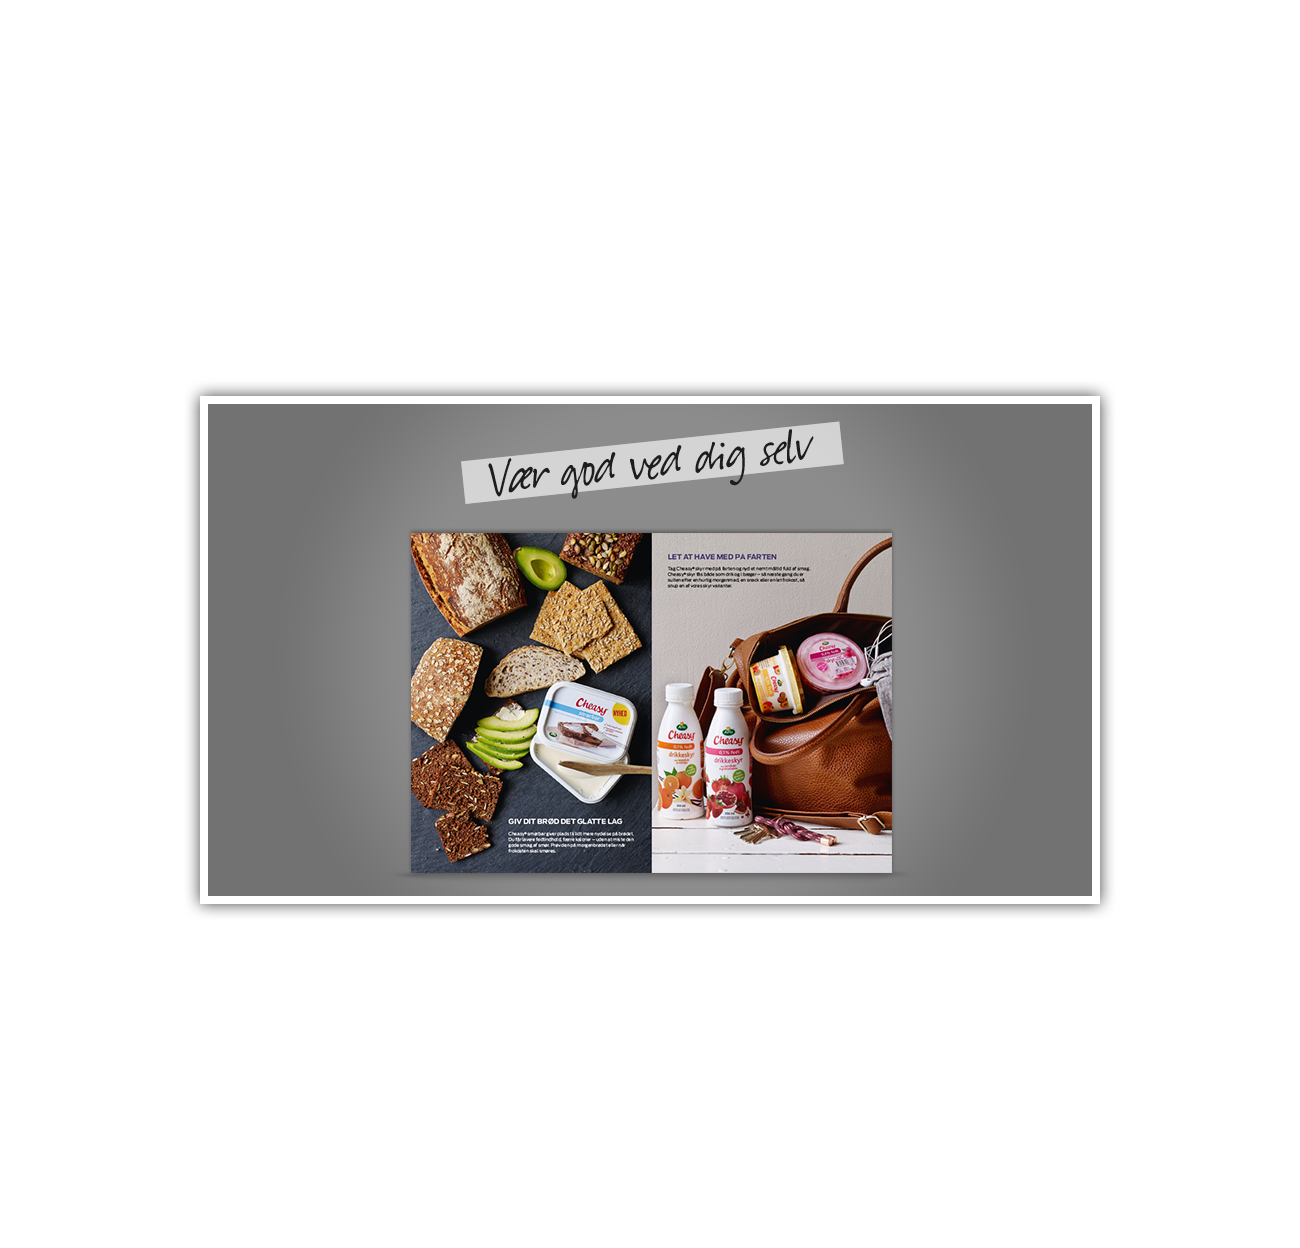 Vær god ved dig selv
LET AT HAVE MED PÅ FARTEN
Tag Cheasy® skyr med på farten og nyd et nemt måltid fuld af smag.
Cheasy® skyr fås både som drik og i bæger – så næste gang du er
sulten efter en hurtig morgenmad, en snack eller en let frokost, så
snup en af vores skyr varianter.
Cheasy
NYHED
Cheasy
0,1% fedt
drikkeskyr
Cheasy
0,1% fedt
drikkeskyr
Cheasy
Cheasy
GIV DIT BRØD DET GLATTE LAG
Cheasy® smørbar giver plads til lidt mere nydelse på brødet.
Du får lavere fedtindhold, færre kalorier – uden at miste den
gode smag af smør. Prøv den på morgenbrødet eller når
frokosten skal smøres.